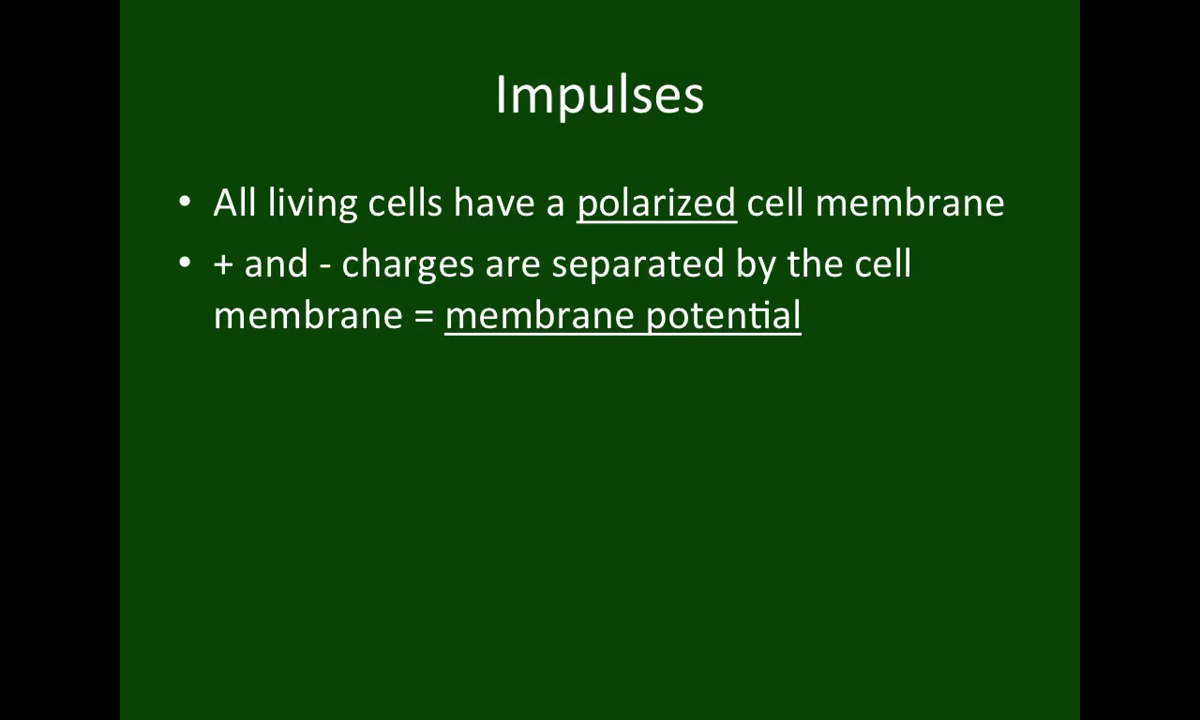 Impulses
• All living cells have a polarized cell membrane
• + and - charges are separated by the cell
membrane = membrane potential